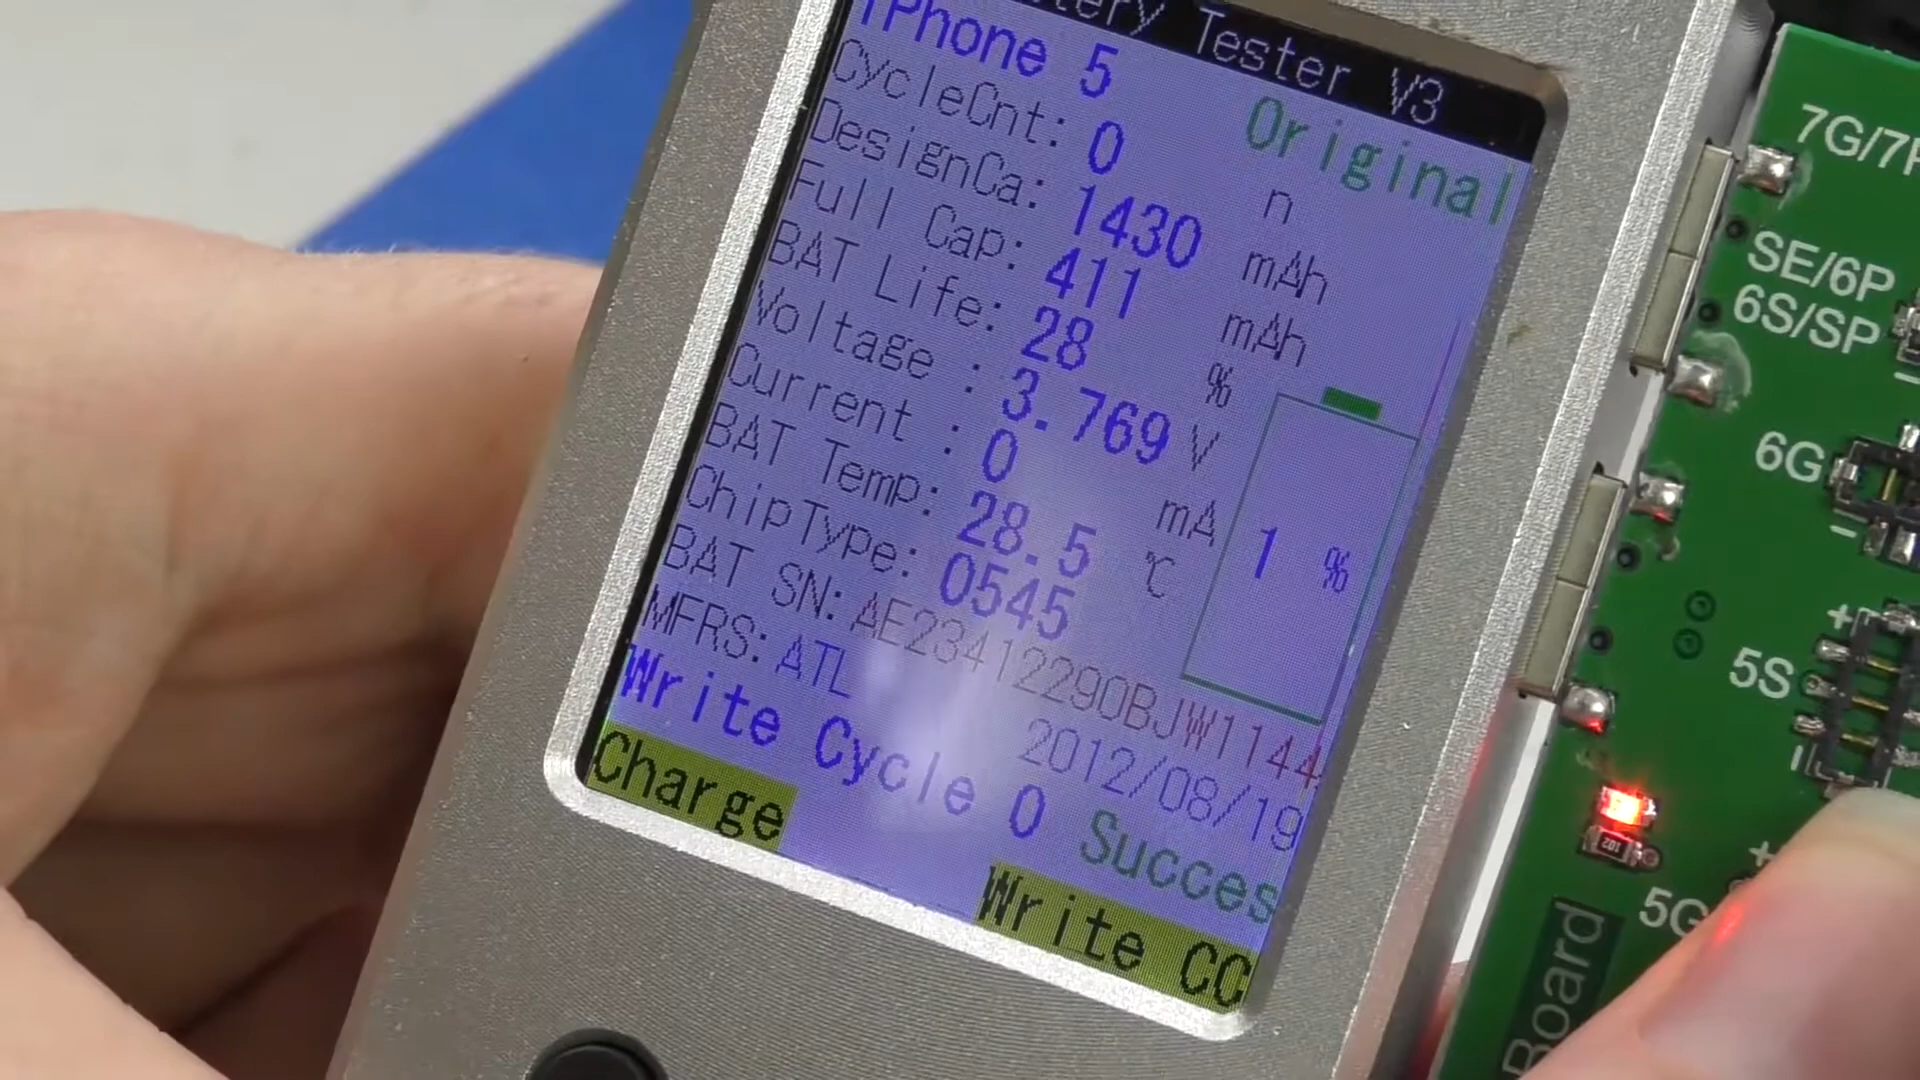 tery Tester V3
iPhone 5 Original
CycleCnt: 0 n
DesignCa: 1430 mAh
Full Cap: 411 mAh
BAT Life: 28 %
Voltage : 3.769 V
Current : 0 mA
BAT Temp: 28.5 ℃
ChipType: 0545
BAT SN: AE23412290BJW1144
MFRS: ATL 2012/08/19
Write Cycle 0 Succes
Charge Write CC
1 %
7G/7P
SE/6P
6S/SP
6G
5S
5G
102
Board